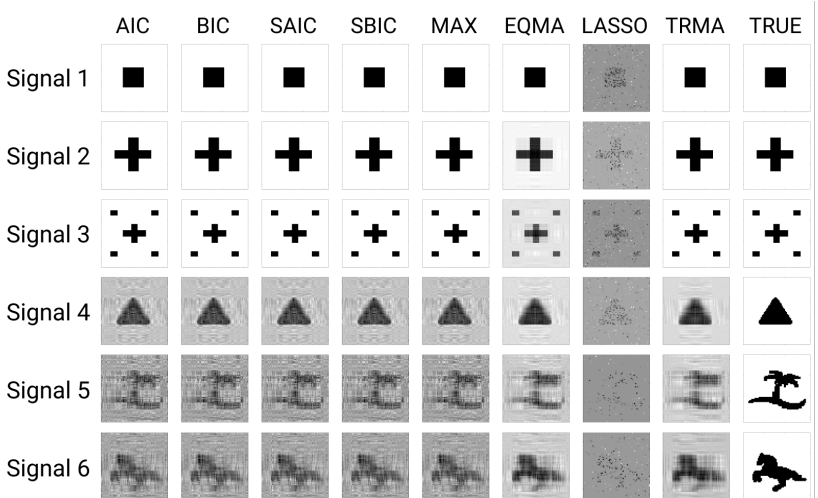 AIC BIC SAIC SBIC MAX EQMA LASSO TRMA TRUE
Signal 1
Signal 2
Signal 3
Signal 4
Signal 5
Signal 6